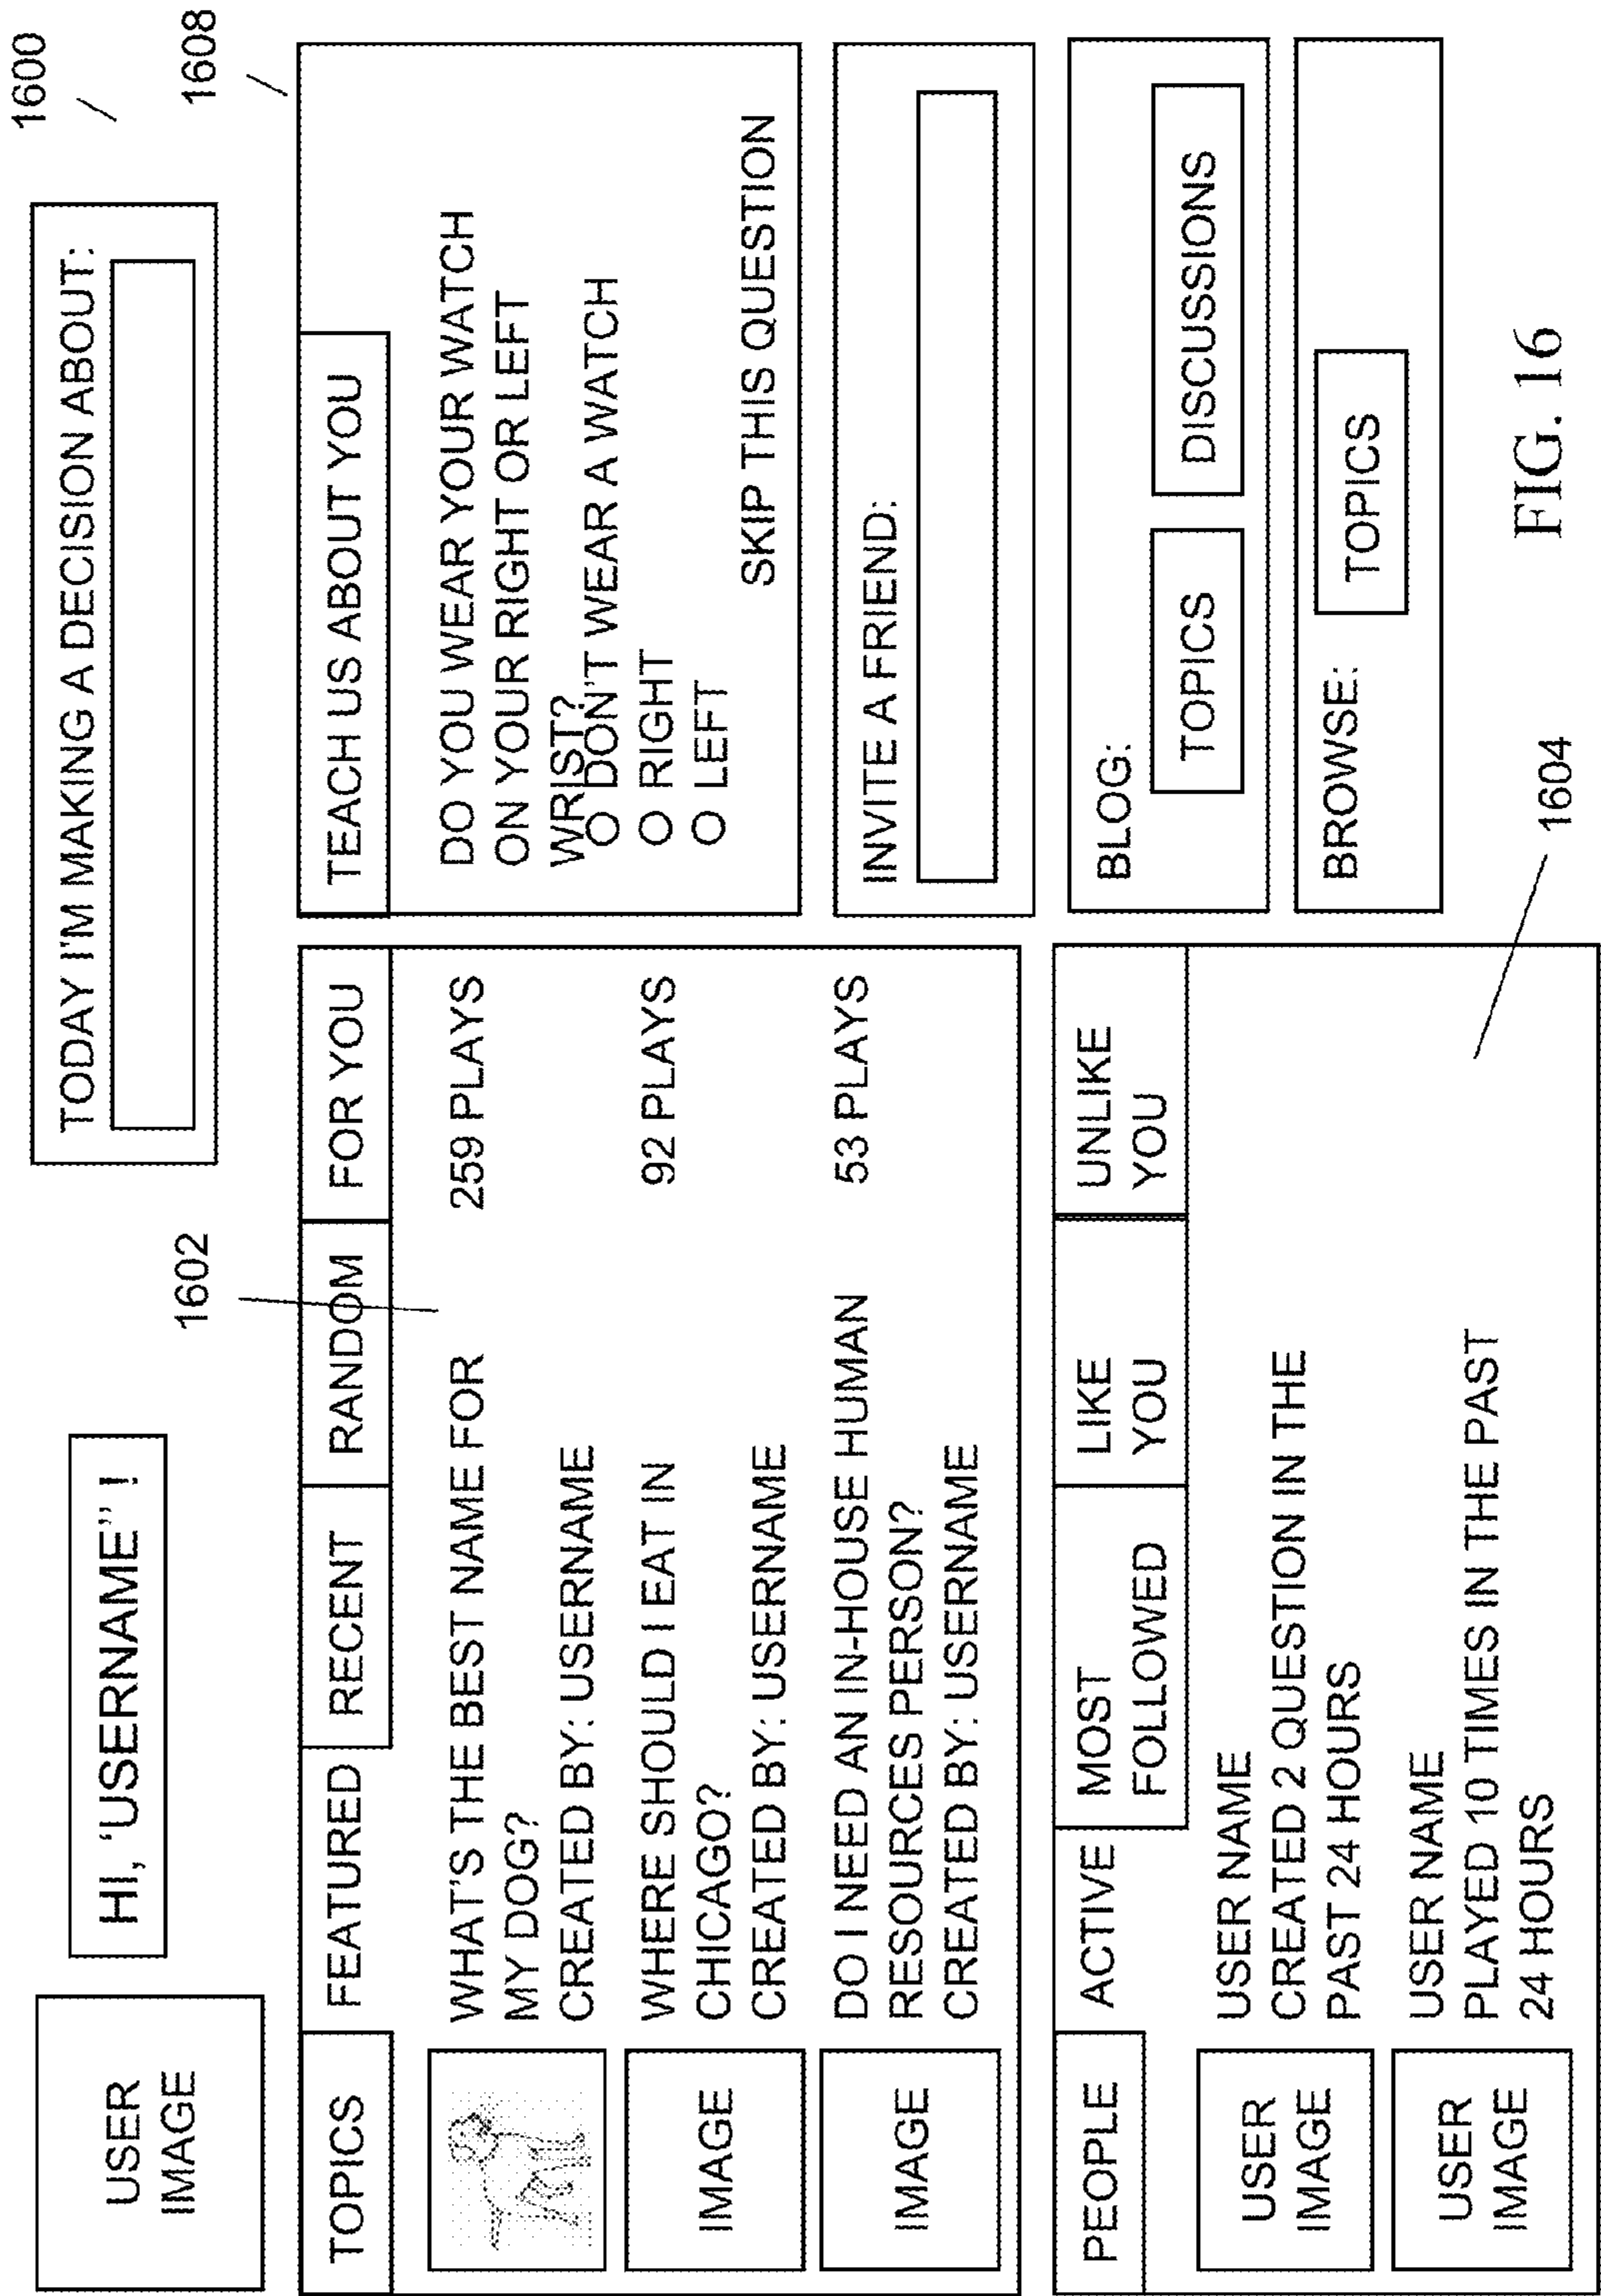 1600
USER
IMAGE
HI, ‘USERNAME” !
TODAY I'M MAKING A DECISION ABOUT:
1602
1608
TOPICS
FEATURED
RECENT
RANDOM
FOR YOU
WHAT'S THE BEST NAME FOR
MY DOG?
CREATED BY: USERNAME
259 PLAYS
IMAGE
WHERE SHOULD I EAT IN
CHICAGO?
CREATED BY: USERNAME
92 PLAYS
IMAGE
DO I NEED AN IN-HOUSE HUMAN
RESOURCES PERSON?
CREATED BY: USERNAME
53 PLAYS
TEACH US ABOUT YOU
DO YOU WEAR YOUR WATCH
ON YOUR RIGHT OR LEFT
WRIST?
O DON'T WEAR A WATCH
O RIGHT
O LEFT
SKIP THIS QUESTION
INVITE A FRIEND:
PEOPLE
ACTIVE
MOST
FOLLOWED
LIKE
YOU
UNLIKE
YOU
USER
IMAGE
USER NAME
CREATED 2 QUESTION IN THE
PAST 24 HOURS
USER
IMAGE
USER NAME
PLAYED 10 TIMES IN THE PAST
24 HOURS
BLOG:
TOPICS
DISCUSSIONS
BROWSE:
TOPICS
1604
FIG. 16